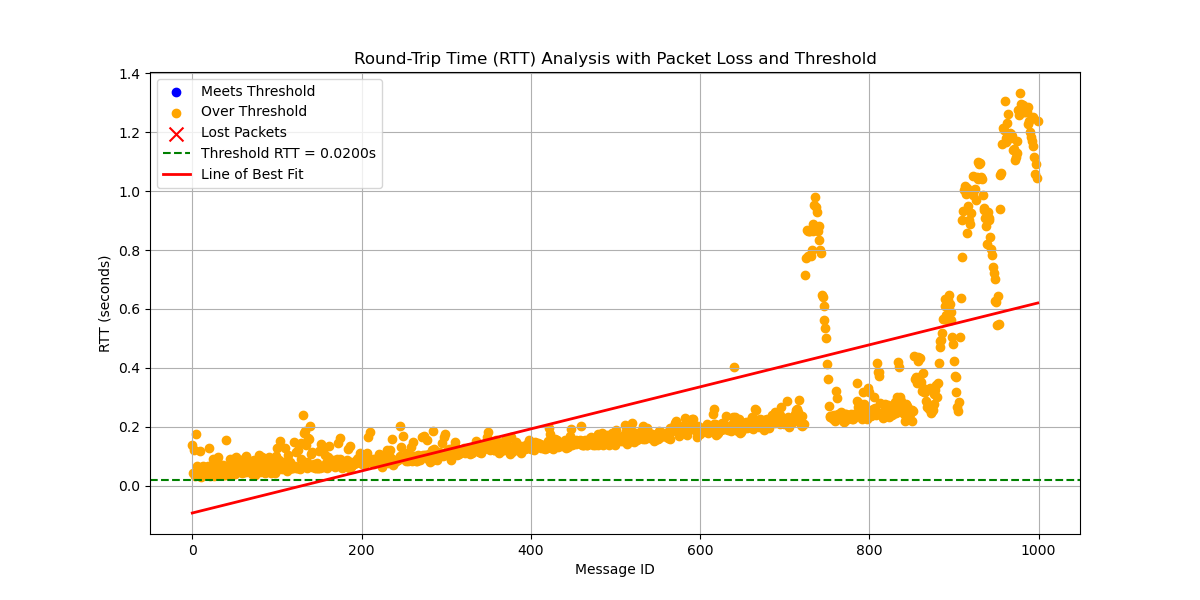 Round-Trip Time (RTT) Analysis with Packet Loss and Threshold
Meets Threshold
Over Threshold
Lost Packets
Threshold RTT = 0.0200s
Line of Best Fit
RTT (seconds)
1.4
1.2
1.0
0.8
0.6
0.4
0.2
0.0
0 200 400 600 800 1000
Message ID